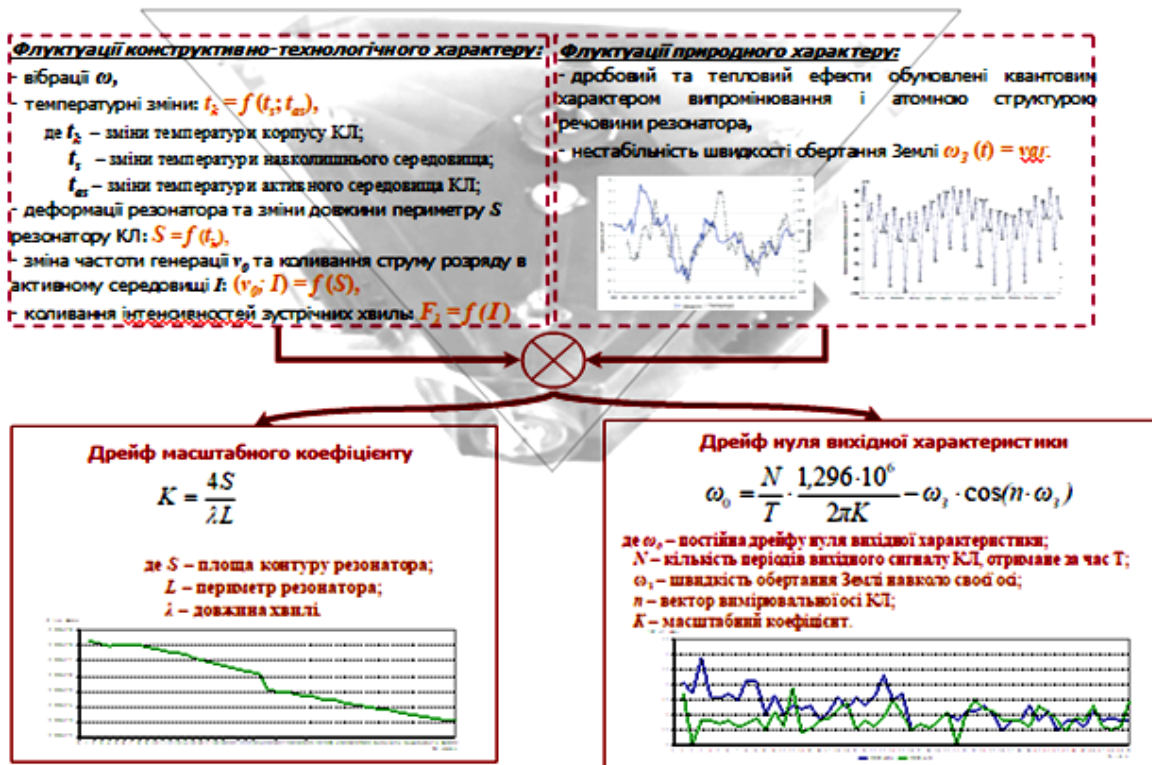 Флуктуації конструктивно-технологічного характеру:
- вібрації ω,
- температурні зміни: tk = f (ts; tas),
де tk – зміни температури корпусу КЛ;
ts – зміни температури навколишнього середовища;
tas – зміни температури активного середовища КЛ;
- деформації резонатора та зміни довжини периметру S
резонатору КЛ: S = f (tk),
- зміна частоти генерації ν0 та коливання струму розряду в
активному середовищі I: (ν0; I) = f (S),
- коливання інтенсивностей зустрічних хвиль: Fλ = f (I)
Флуктуації природного характеру:
- дробовий та тепловий ефекти обумовлені квантовим
характером випромінювання і атомною структурою
речовини резонатора,
- нестабільність швидкості обертання Землі ω3 (t) = var.
Дрейф масштабного коефіцієнту
K = 4S / λL
де S – площа контуру резонатора;
L – периметр резонатора;
λ – довжина хвилі.
Дрейф нуля вихідної характеристики
ω0 = N/T · 1,296·10⁶ / 2πK − ω3 · cos(n · ω3)
де ω0 – постійна дрейфу нуля вихідної характеристики;
N – кількість періодів вихідного сигналу КЛ, отримане за час T;
ω3 – швидкість обертання Землі навколо своєї осі;
n – вектор вимірювальної осі КЛ;
K – масштабний коефіцієнт.